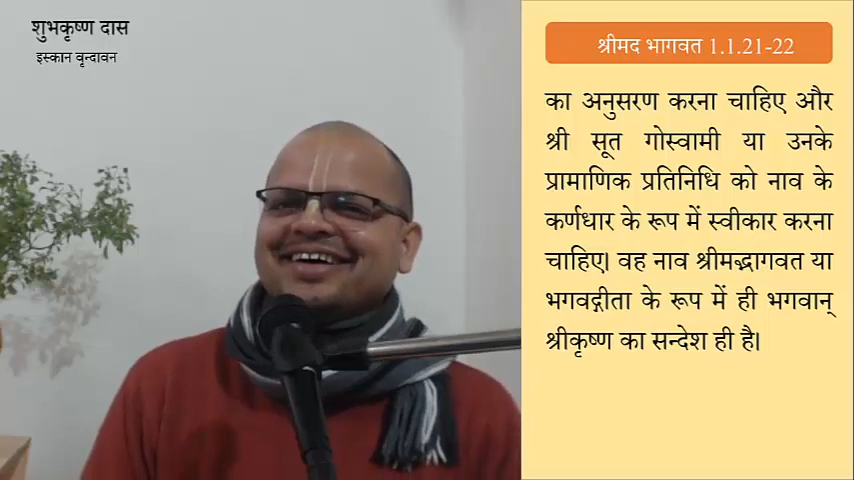 शुभकृष्ण दास
इस्कान वृन्दावन
श्रीमद भागवत 1.1.21-22
का अनुसरण करना चाहिए और
श्री सूत गोस्वामी या उनके
प्रामाणिक प्रतिनिधि को नाव के
कर्णधार के रूप में स्वीकार करना
चाहिए। वह नाव श्रीमद्भागवत या
भगवद्गीता के रूप में ही भगवान्
श्रीकृष्ण का सन्देश ही है।